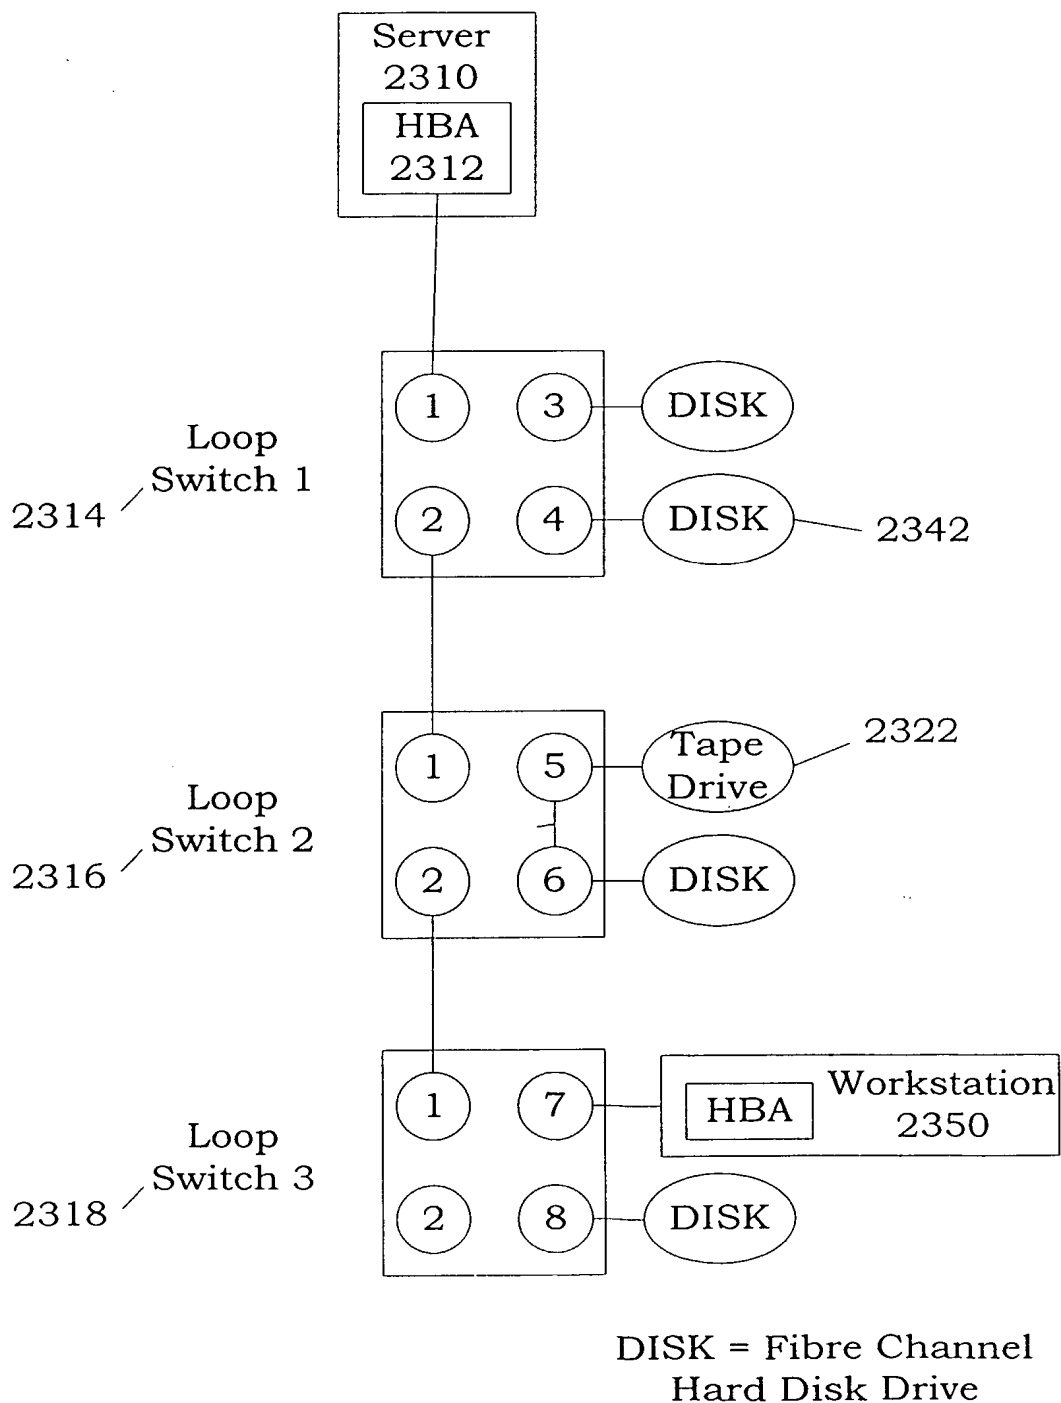 Server
2310
HBA
2312
1
3
DISK
Loop
Switch 1
2314
2
4
DISK
2342
1
5
Tape
Drive
2322
Loop
Switch 2
2316
2
6
DISK
1
7
HBA
Workstation
2350
Loop
Switch 3
2318
2
8
DISK
DISK = Fibre Channel
Hard Disk Drive